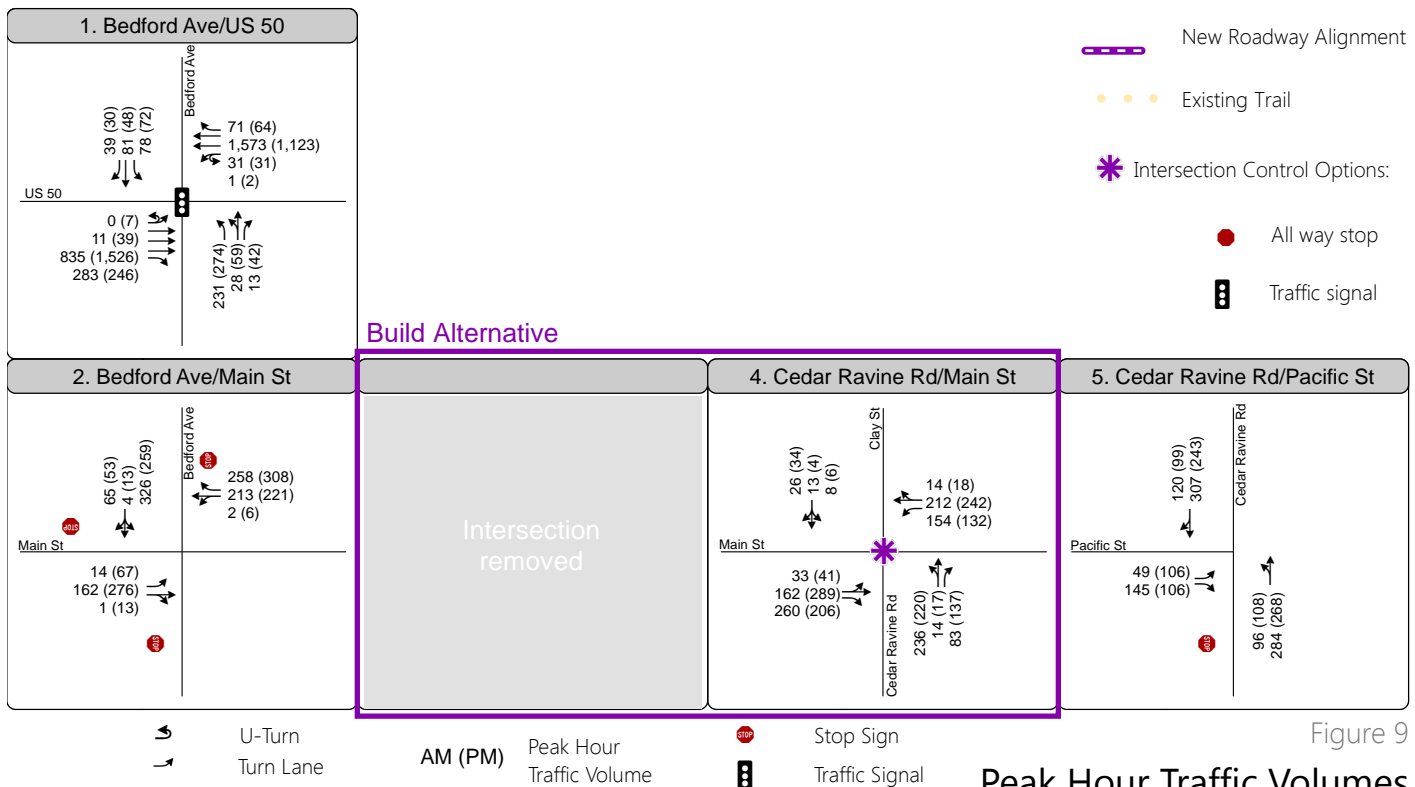 1. Bedford Ave/US 50
Bedford Ave
39 (30)
81 (48)
78 (72)
71 (64)
1,573 (1,123)
31 (31)
1 (2)
US 50
0 (7)
11 (39)
835 (1,526)
283 (246)
231 (274)
28 (59)
13 (42)
New Roadway Alignment
Existing Trail
Intersection Control Options:
All way stop
Traffic signal
Build Alternative
2. Bedford Ave/Main St
Bedford Ave
65 (53)
4 (13)
326 (259)
STOP
258 (308)
213 (221)
2 (6)
STOP
Main St
14 (67)
162 (276)
1 (13)
STOP
Intersection
removed
4. Cedar Ravine Rd/Main St
Clay St
26 (34)
13 (4)
8 (6)
14 (18)
212 (242)
154 (132)
Main St
33 (41)
162 (289)
260 (206)
Cedar Ravine Rd
236 (220)
14 (17)
83 (137)
5. Cedar Ravine Rd/Pacific St
Cedar Ravine Rd
120 (99)
307 (243)
Pacific St
49 (106)
145 (106)
STOP
96 (108)
284 (268)
U-Turn
Turn Lane
AM (PM)
Peak Hour
Traffic Volume
STOP
Stop Sign
Traffic Signal
Figure 9
Peak Hour Traffic Volumes